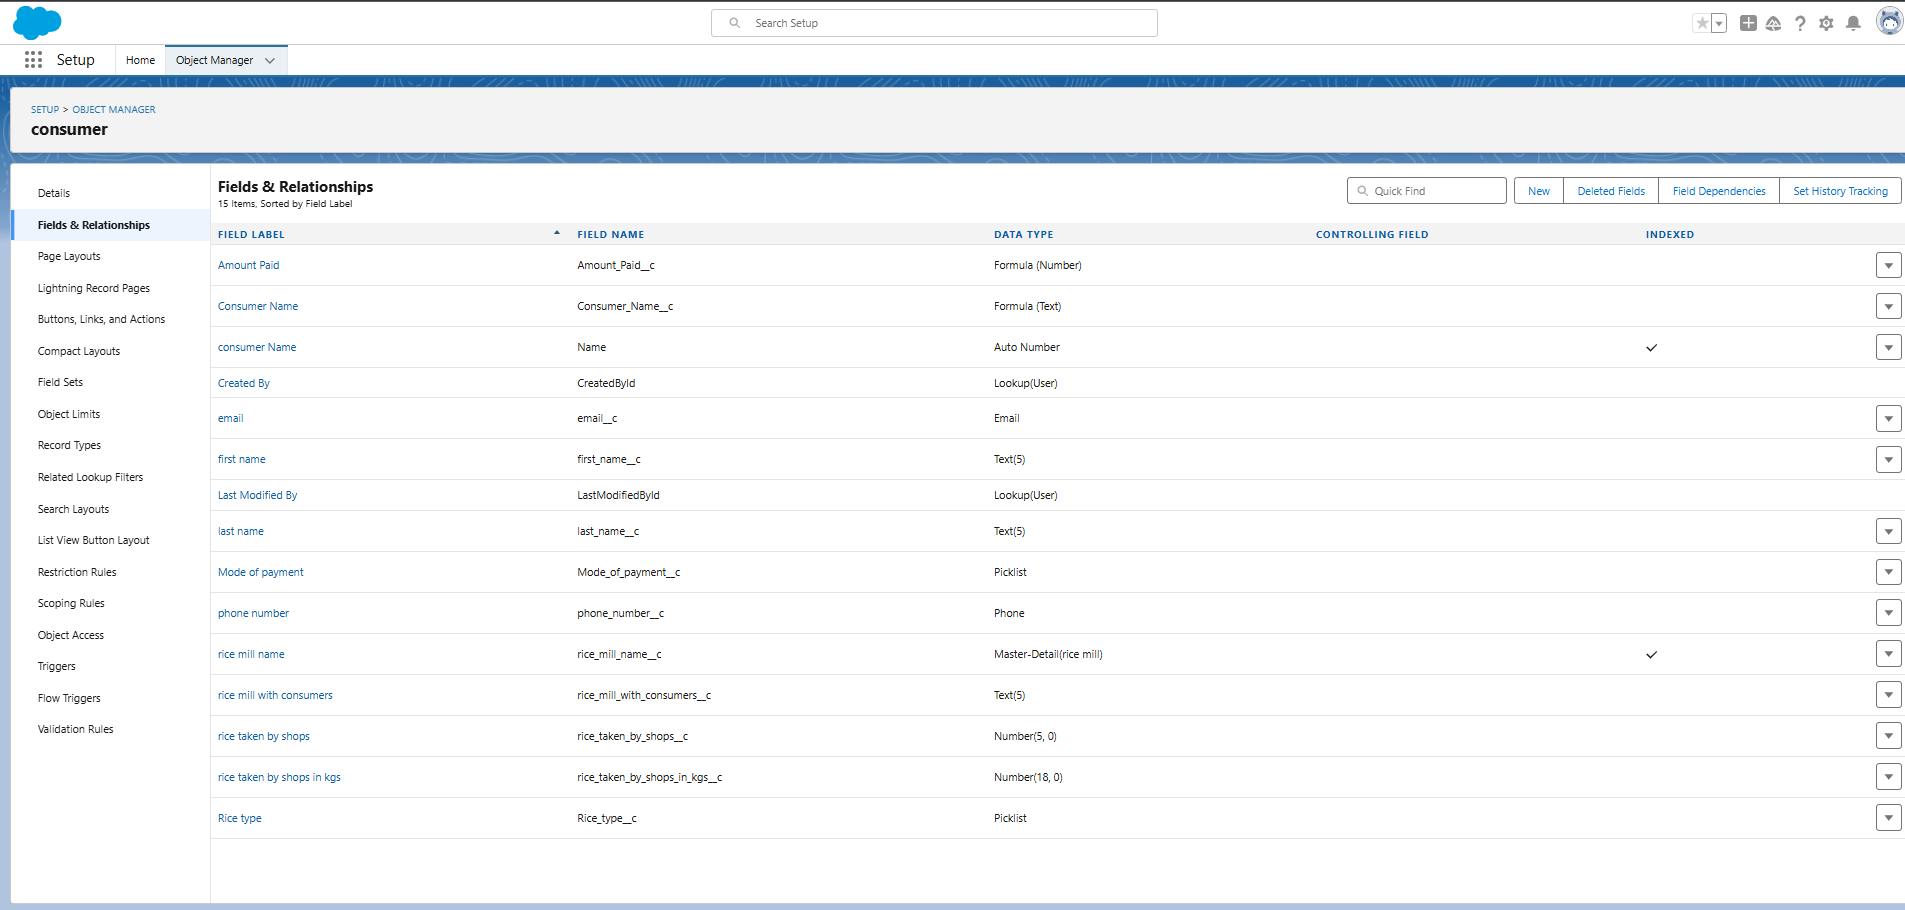 Search Setup
Setup
Home
Object Manager
SETUP > OBJECT MANAGER
consumer
Details
Fields & Relationships
Page Layouts
Lightning Record Pages
Buttons, Links, and Actions
Compact Layouts
Field Sets
Object Limits
Record Types
Related Lookup Filters
Search Layouts
List View Button Layout
Restriction Rules
Scoping Rules
Object Access
Triggers
Flow Triggers
Validation Rules
Fields & Relationships
15 Items, Sorted by Field Label
Quick Find
New
Deleted Fields
Field Dependencies
Set History Tracking
FIELD LABEL FIELD NAME DATA TYPE CONTROLLING FIELD INDEXED
Amount Paid Amount_Paid__c Formula (Number)
Consumer Name Consumer_Name__c Formula (Text)
consumer Name Name Auto Number
Created By CreatedById Lookup(User)
email email__c Email
first name first_name__c Text(5)
Last Modified By LastModifiedById Lookup(User)
last name last_name__c Text(5)
Mode of payment Mode_of_payment__c Picklist
phone number phone_number__c Phone
rice mill name rice_mill_name__c Master-Detail(rice mill)
rice mill with consumers rice_mill_with_consumers__c Text(5)
rice taken by shops rice_taken_by_shops__c Number(5, 0)
rice taken by shops in kgs rice_taken_by_shops_in_kgs__c Number(18, 0)
Rice type Rice_type__c Picklist